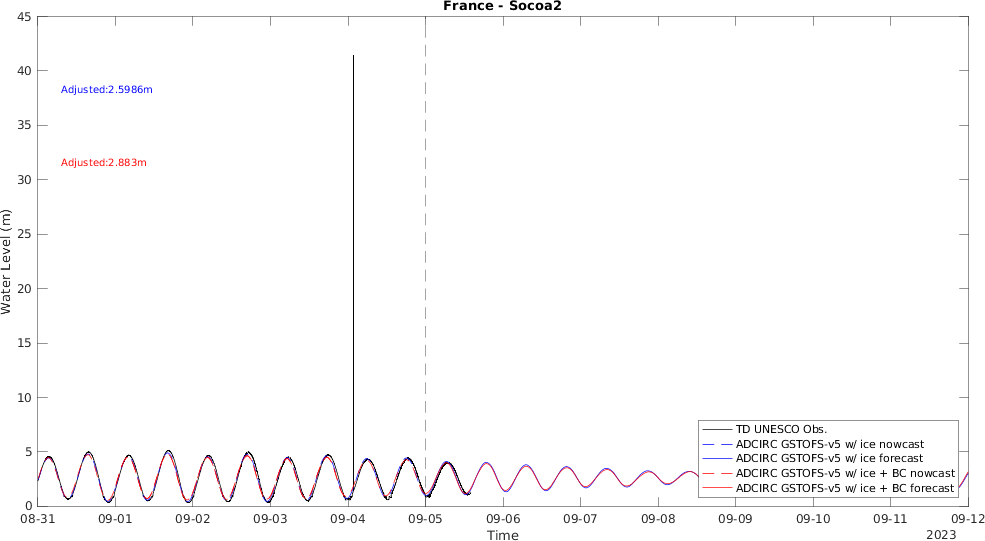 France - Socoa2
45
40
35
30
25
20
15
10
5
0
Water Level (m)
Adjusted:2.5986m
Adjusted:2.883m
TD UNESCO Obs.
ADCIRC GSTOFS-v5 w/ ice nowcast
ADCIRC GSTOFS-v5 w/ ice forecast
ADCIRC GSTOFS-v5 w/ ice + BC nowcast
ADCIRC GSTOFS-v5 w/ ice + BC forecast
08-31 09-01 09-02 09-03 09-04 09-05 09-06 09-07 09-08 09-09 09-10 09-11 09-12
Time
2023